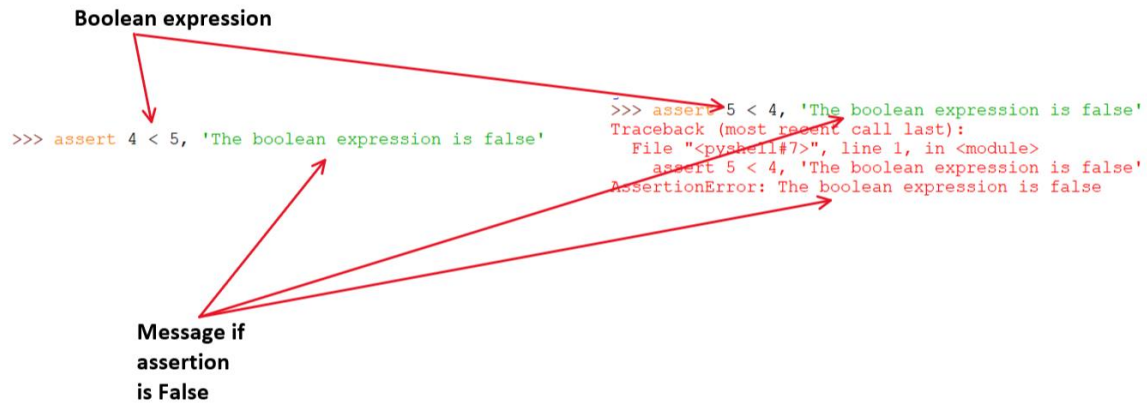 Boolean expression
>>> assert 4 < 5, 'The boolean expression is false'
>>> assert 5 < 4, 'The boolean expression is false'
Traceback (most recent call last):
  File "<pyshell#7>", line 1, in <module>
    assert 5 < 4, 'The boolean expression is false'
AssertionError: The boolean expression is false
Message if
assertion
is False